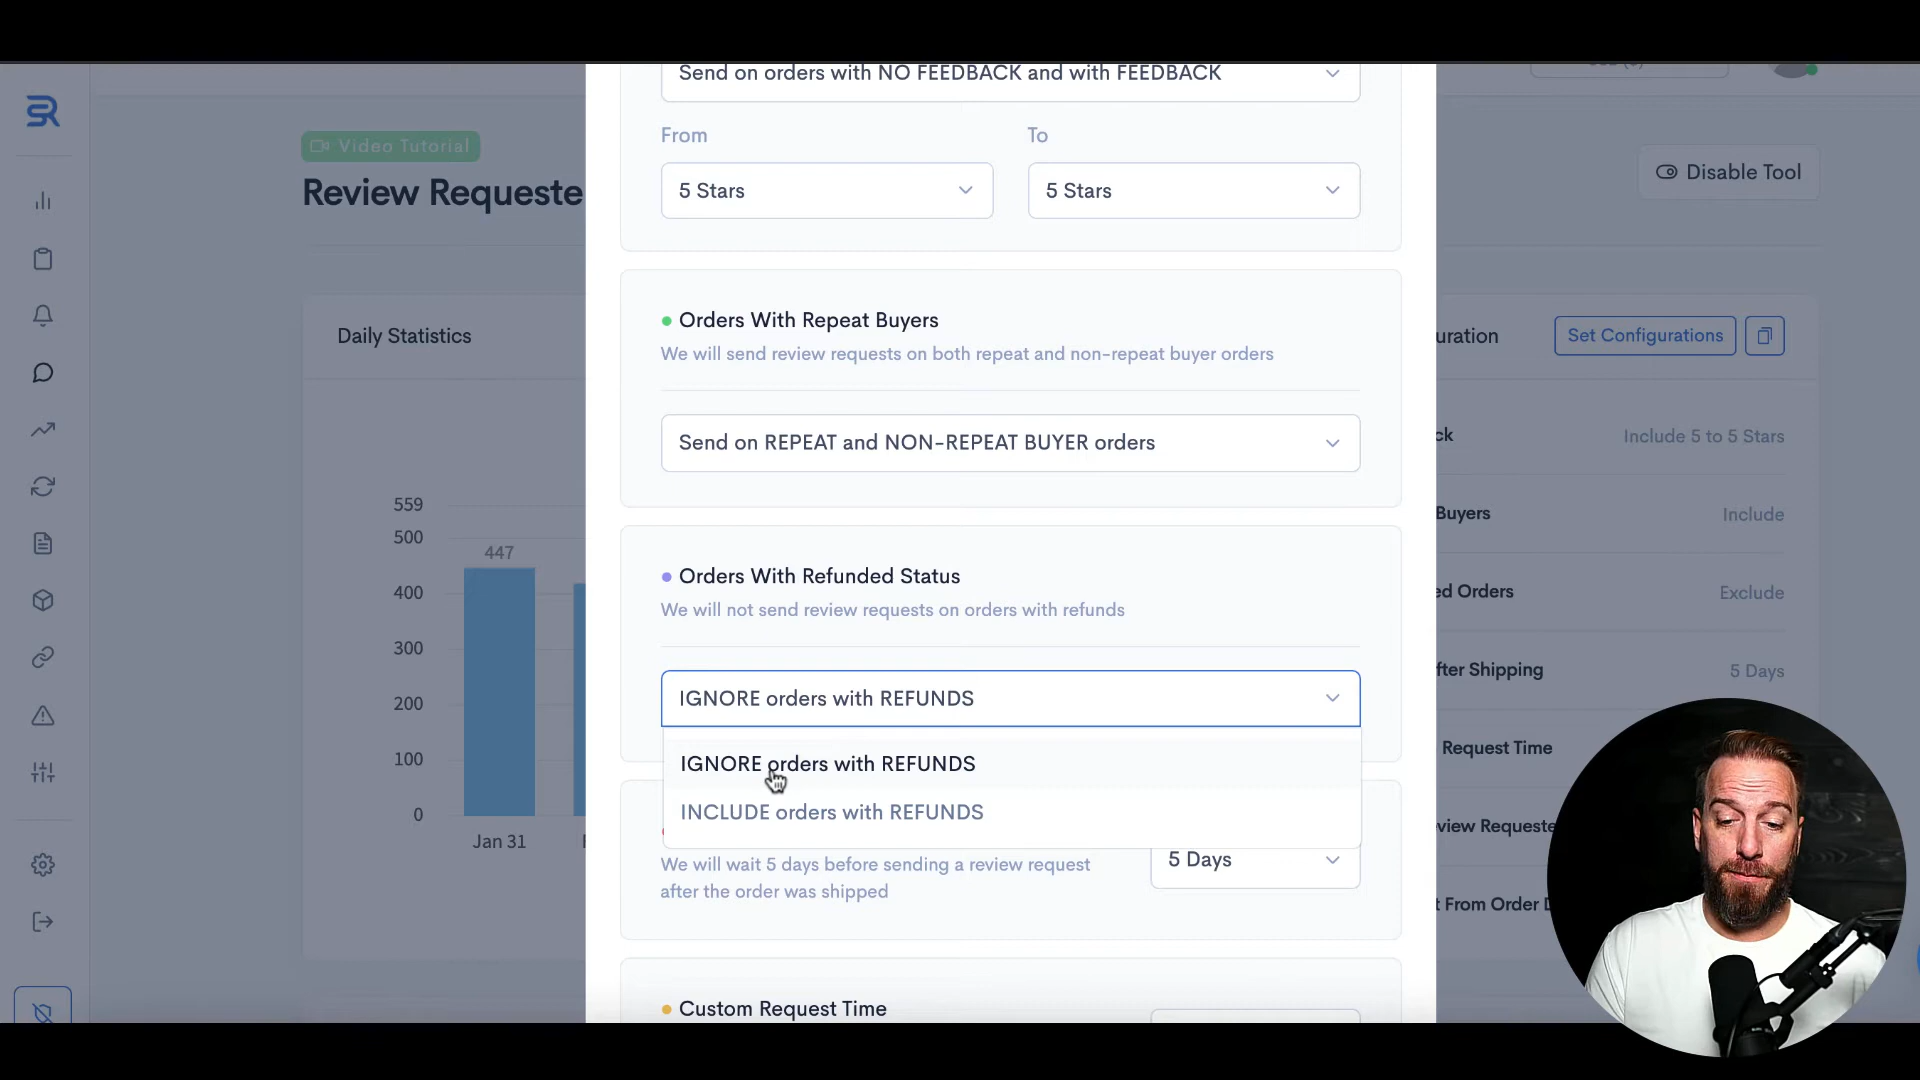 Send on orders with NO FEEDBACK and with FEEDBACK
From
To
5 Stars
5 Stars
Video Tutorial
Review Requeste
Disable Tool
Orders With Repeat Buyers
We will send review requests on both repeat and non-repeat buyer orders
Send on REPEAT and NON-REPEAT BUYER orders
Daily Statistics
559
500
447
400
300
200
100
0
Jan 31
uration
Set Configurations
ck
Include 5 to 5 Stars
Buyers
Include
ed Orders
Exclude
fter Shipping
5 Days
Request Time
view Requeste
t From Order D
Orders With Refunded Status
We will not send review requests on orders with refunds
IGNORE orders with REFUNDS
IGNORE orders with REFUNDS
INCLUDE orders with REFUNDS
We will wait 5 days before sending a review request
after the order was shipped
5 Days
Custom Request Time